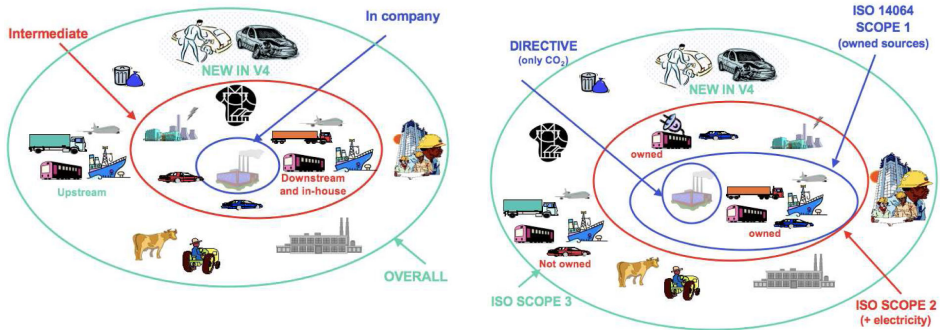 In company
Intermediate
NEW IN V4
Upstream
Downstream
and in-house
OVERALL
ISO 14064
SCOPE 1
(owned sources)
DIRECTIVE
(only CO₂)
NEW IN V4
owned
owned
Not owned
ISO SCOPE 3
ISO SCOPE 2
(+ electricity)